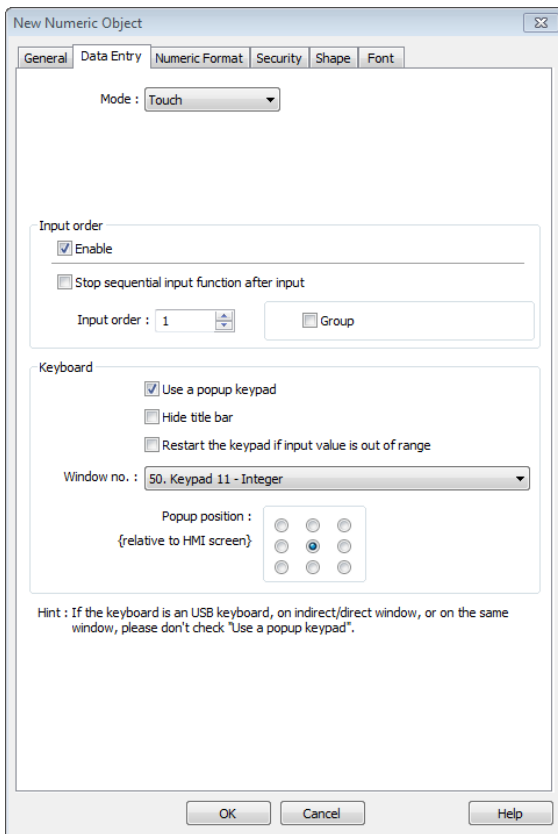 New Numeric Object
General Data Entry Numeric Format Security Shape Font
Mode : Touch
Input order
Enable
Stop sequential input function after input
Input order : 1
Group
Keyboard
Use a popup keypad
Hide title bar
Restart the keypad if input value is out of range
Window no. : 50. Keypad 11 - Integer
Popup position :
{relative to HMI screen}
Hint : If the keyboard is an USB keyboard, on indirect/direct window, or on the same
window, please don't check "Use a popup keypad".
OK Cancel Help